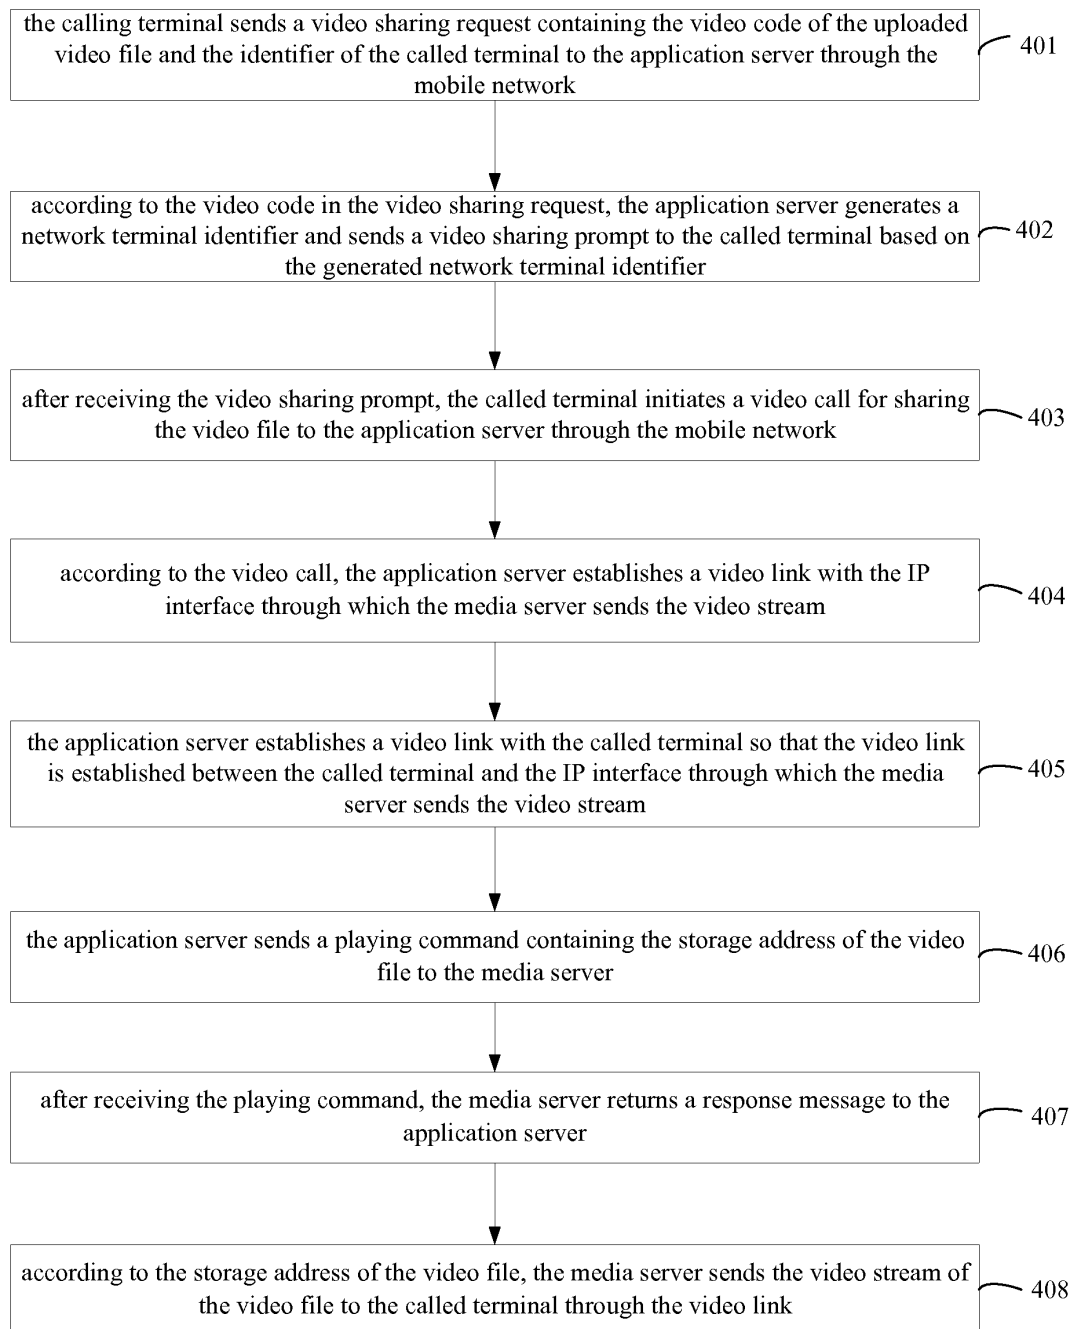 the calling terminal sends a video sharing request containing the video code of the uploaded
video file and the identifier of the called terminal to the application server through the
mobile network
401
according to the video code in the video sharing request, the application server generates a
network terminal identifier and sends a video sharing prompt to the called terminal based on
the generated network terminal identifier
402
after receiving the video sharing prompt, the called terminal initiates a video call for sharing
the video file to the application server through the mobile network
403
according to the video call, the application server establishes a video link with the IP
interface through which the media server sends the video stream
404
the application server establishes a video link with the called terminal so that the video link
is established between the called terminal and the IP interface through which the media
server sends the video stream
405
the application server sends a playing command containing the storage address of the video
file to the media server
406
after receiving the playing command, the media server returns a response message to the
application server
407
according to the storage address of the video file, the media server sends the video stream of
the video file to the called terminal through the video link
408